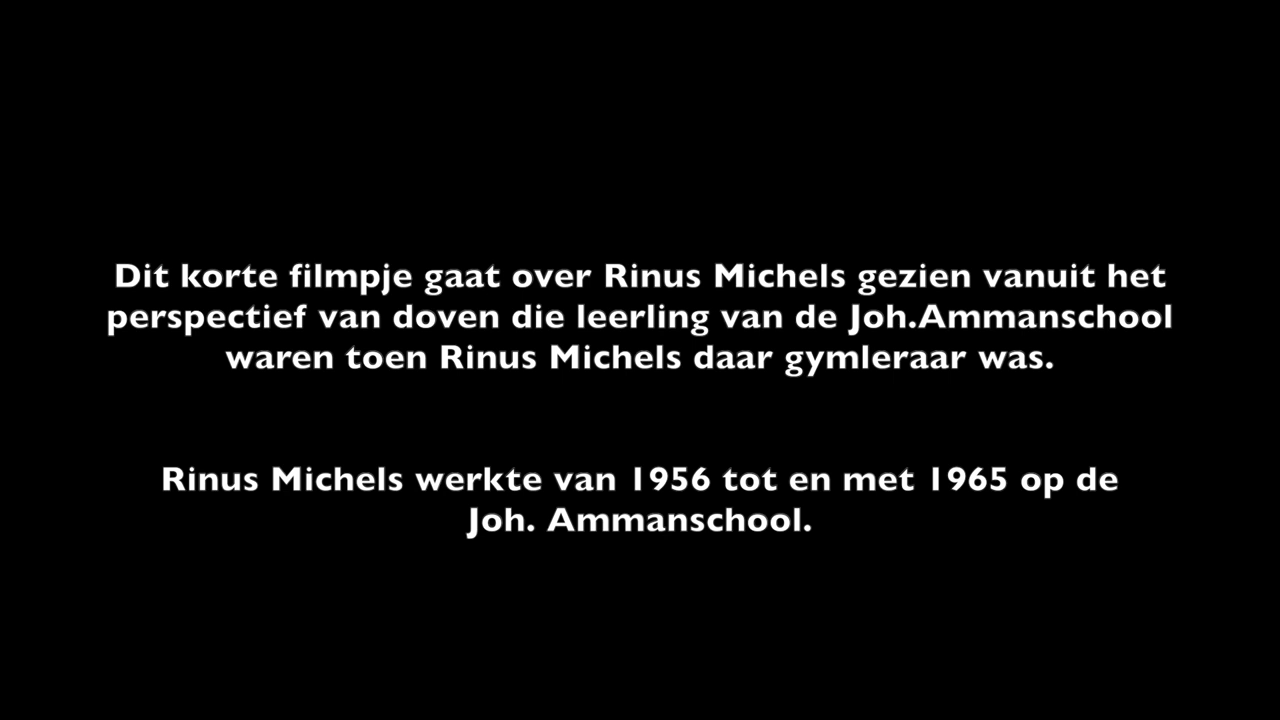 Dit korte filmpje gaat over Rinus Michels gezien vanuit het
perspectief van doven die leerling van de Joh.Ammanschool
waren toen Rinus Michels daar gymleraar was.
Rinus Michels werkte van 1956 tot en met 1965 op de
Joh. Ammanschool.